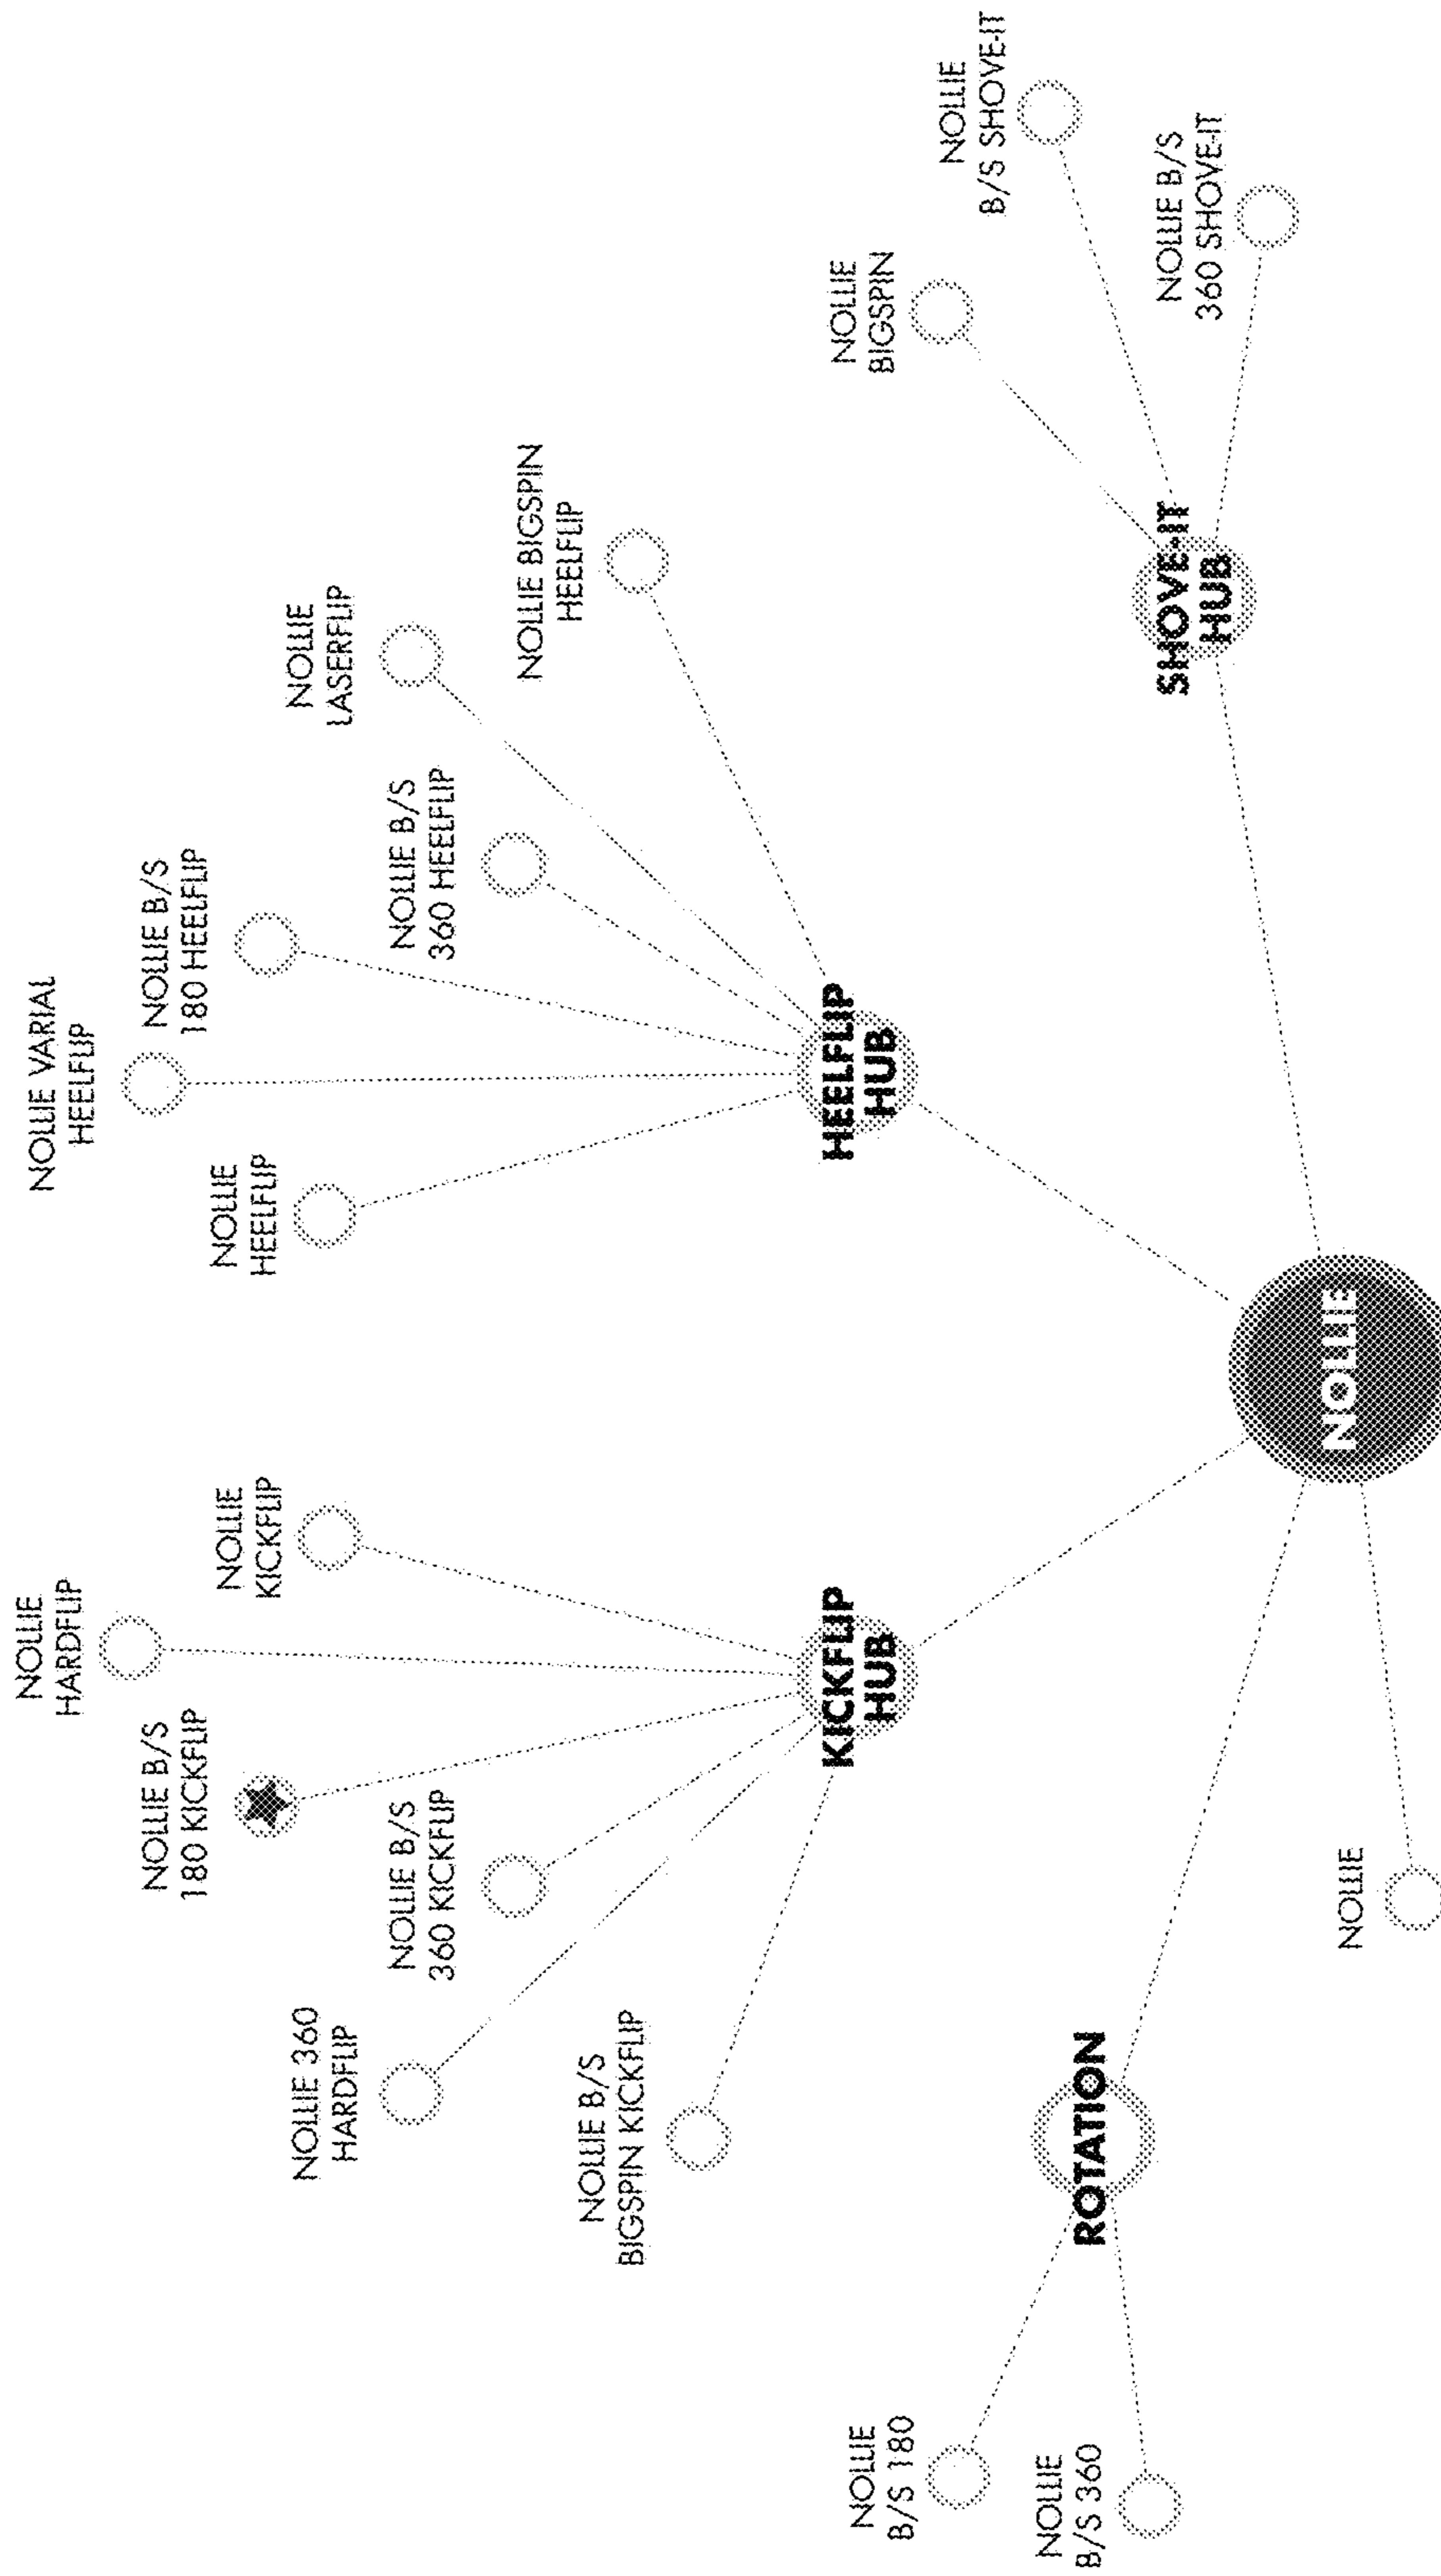 NOLLIE
HARDFLIP
NOLLIE VARIAL
HEELFLIP
NOLLIE B/S
180 KICKFLIP
NOLLIE
KICKFLIP
NOLLIE
HEELFLIP
NOLLIE B/S
180 HEELFLIP
NOLLIE 360
HARDFLIP
NOLLIE
LASERFLIP
NOLLIE B/S
360 KICKFLIP
NOLLIE B/S
360 HEELFLIP
NOLLIE B/S
BIGSPIN KICKFLIP
NOLLIE BIGSPIN
HEELFLIP
KICKFLIP
HUB
HEELFLIP
HUB
NOLLIE
BIGSPIN
NOLLIE
B/S 180
NOLLIE
B/S SHOVE-IT
NOLLIE
B/S 360
ROTATION
SHOVE-IT
HUB
NOLLIE B/S
360 SHOVE-IT
NOLLIE
NOLLIE